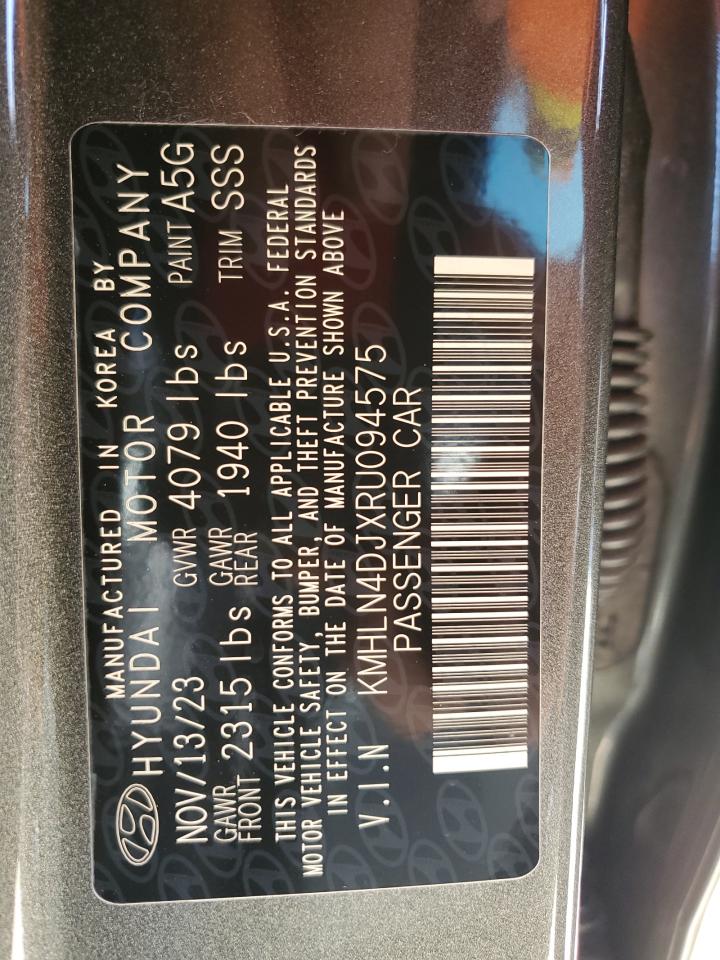 MANUFACTURED IN KOREA BY
HYUNDAI MOTOR COMPANY
NOV/13/23 GVWR 4079 lbs PAINT A5G
GAWR FRONT 2315 lbs GAWR REAR 1940 lbs TRIM SSS
THIS VEHICLE CONFORMS TO ALL APPLICABLE U.S.A. FEDERAL
MOTOR VEHICLE SAFETY, BUMPER, AND THEFT PREVENTION STANDARDS
IN EFFECT ON THE DATE OF MANUFACTURE SHOWN ABOVE
V.I.N KMHLN4DJXRU094575
PASSENGER CAR